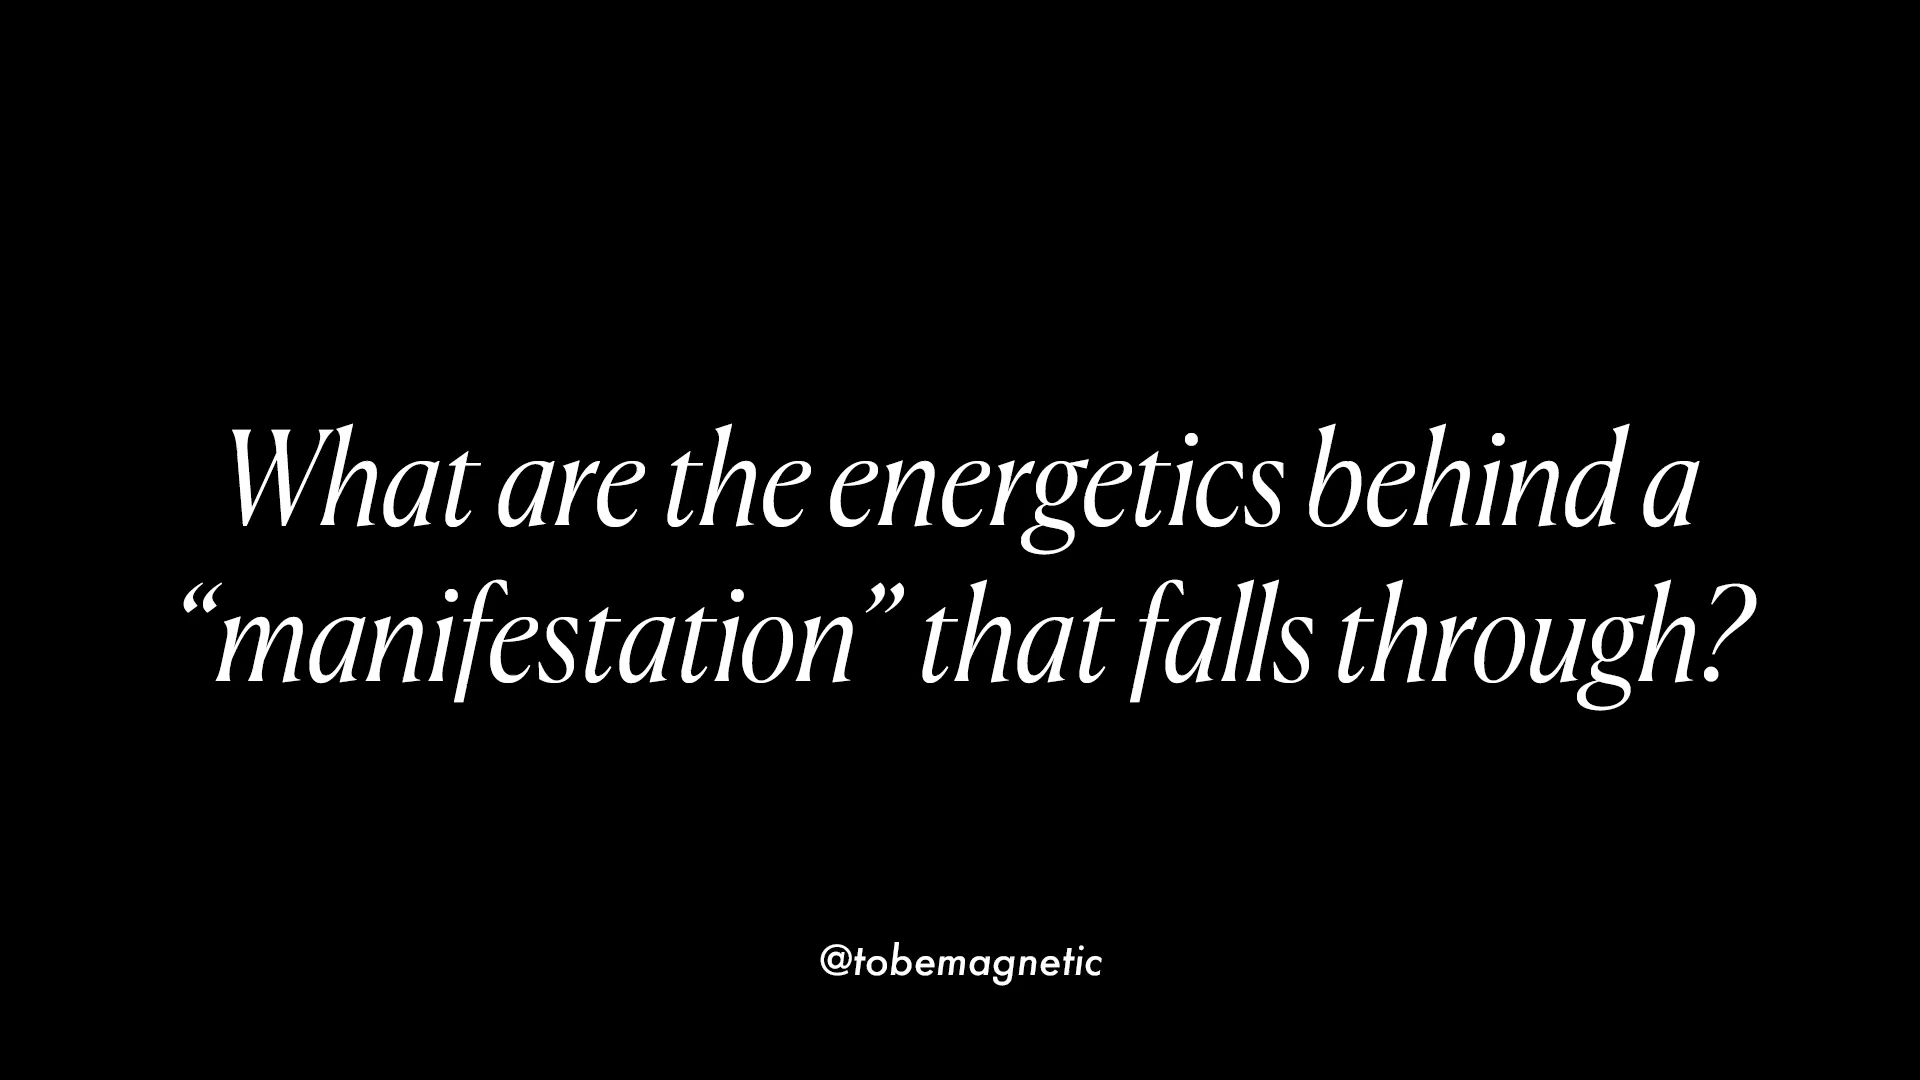 What are the energetics behind a
“manifestation” that falls through?
@tobemagnetic